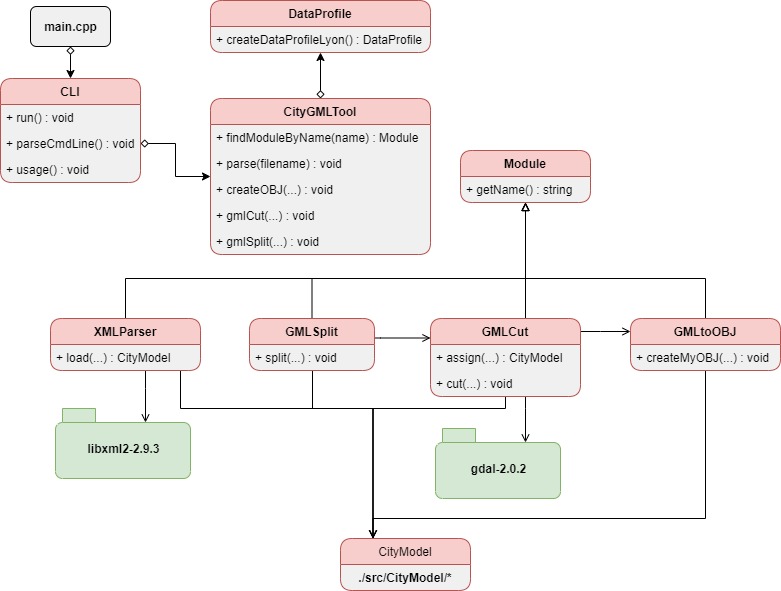 DataProfile
+ createDataProfileLyon() : DataProfile
main.cpp
CLI
+ run() : void
+ parseCmdLine() : void
+ usage() : void
CityGMLTool
+ findModuleByName(name) : Module
+ parse(filename) : void
+ createOBJ(...) : void
+ gmlCut(...) : void
+ gmlSplit(...) : void
Module
+ getName() : string
XMLParser
+ load(...) : CityModel
GMLSplit
+ split(...) : void
GMLCut
+ assign(...) : CityModel
+ cut(...) : void
GMLtoOBJ
+ createMyOBJ(...) : void
libxml2-2.9.3
gdal-2.0.2
CityModel
./src/CityModel/*